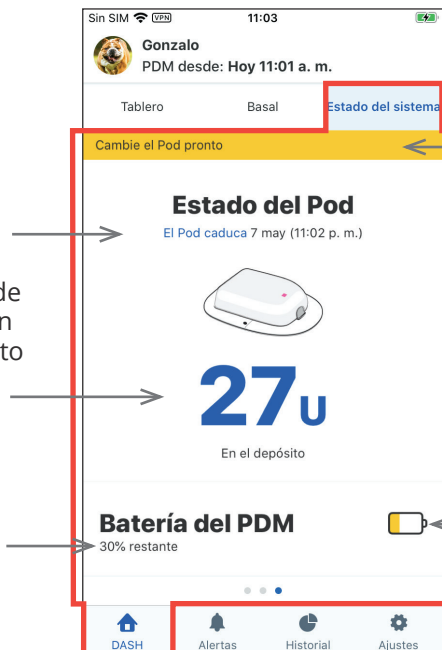 Sin SIM VPN 11:03
Gonzalo
PDM desde: Hoy 11:01 a. m.
Tablero Basal Estado del sistema
Cambie el Pod pronto
Estado del Pod
El Pod caduca 7 may (11:02 p. m.)
de
n
to
27U
En el depósito
Batería del PDM
30% restante
DASH Alertas Historial Ajustes